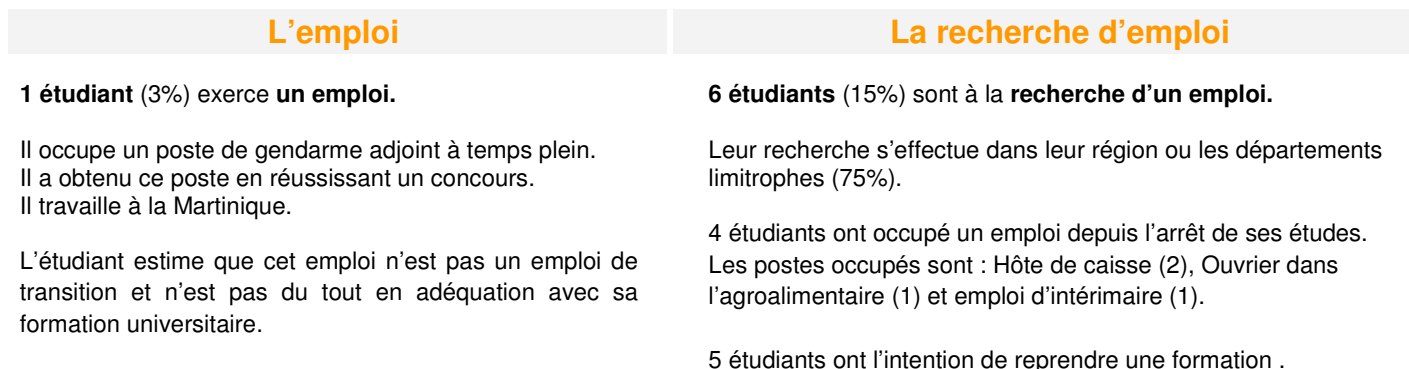 L’emploi
1 étudiant (3%) exerce un emploi.
Il occupe un poste de gendarme adjoint à temps plein.
Il a obtenu ce poste en réussissant un concours.
Il travaille à la Martinique.
L’étudiant estime que cet emploi n’est pas un emploi de
transition et n’est pas du tout en adéquation avec sa
formation universitaire.
La recherche d’emploi
6 étudiants (15%) sont à la recherche d’un emploi.
Leur recherche s’effectue dans leur région ou les départements
limitrophes (75%).
4 étudiants ont occupé un emploi depuis l’arrêt de ses études.
Les postes occupés sont : Hôte de caisse (2), Ouvrier dans
l’agroalimentaire (1) et emploi d’intérimaire (1).
5 étudiants ont l’intention de reprendre une formation .